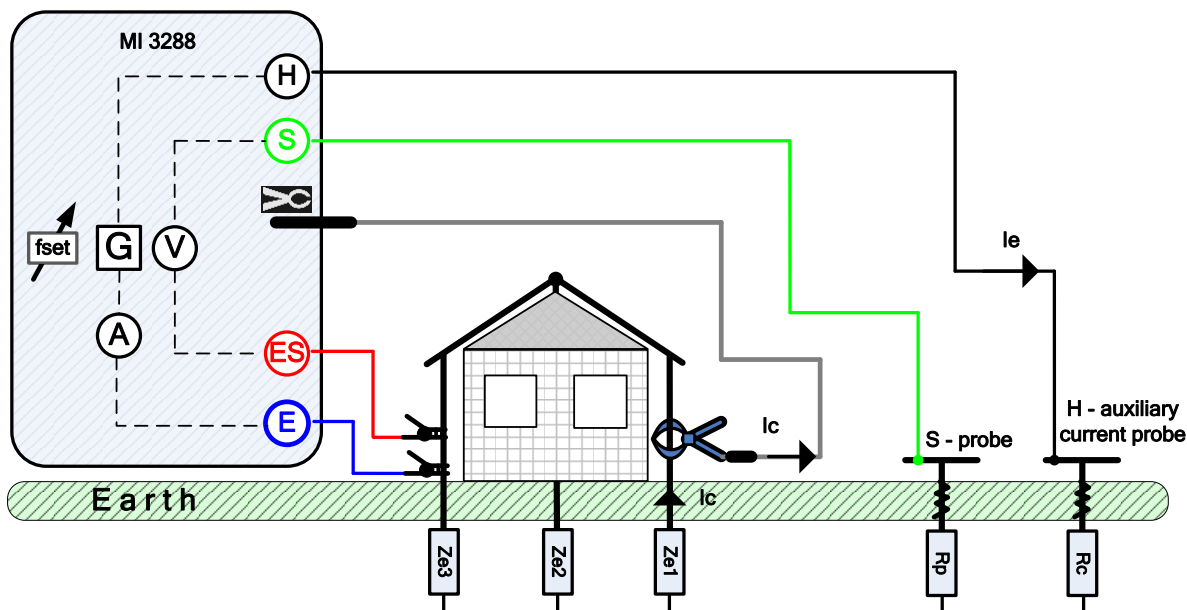 MI 3288
H
S
fset
G
V
A
ES
E
Ie
Ic
Ic
S - probe
H - auxiliary
current probe
Earth
Ze3
Ze2
Ze1
Rp
Rc